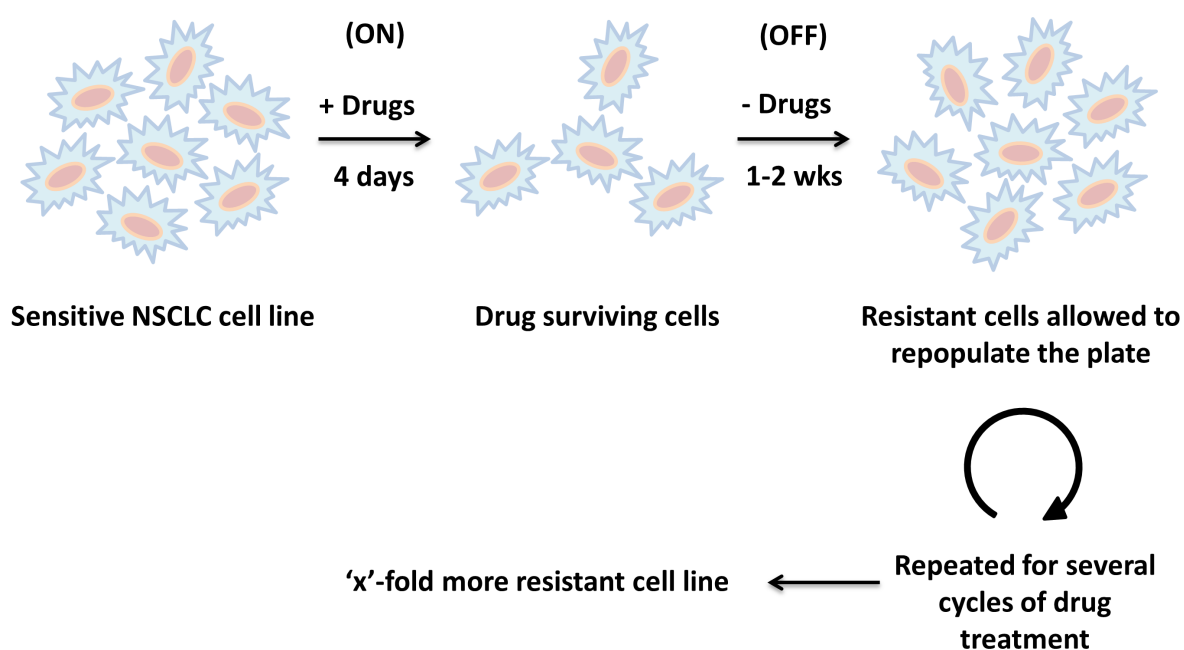 (ON)
+ Drugs
4 days
(OFF)
- Drugs
1-2 wks
Sensitive NSCLC cell line
Drug surviving cells
Resistant cells allowed to
repopulate the plate
Repeated for several
cycles of drug
treatment
‘x’-fold more resistant cell line